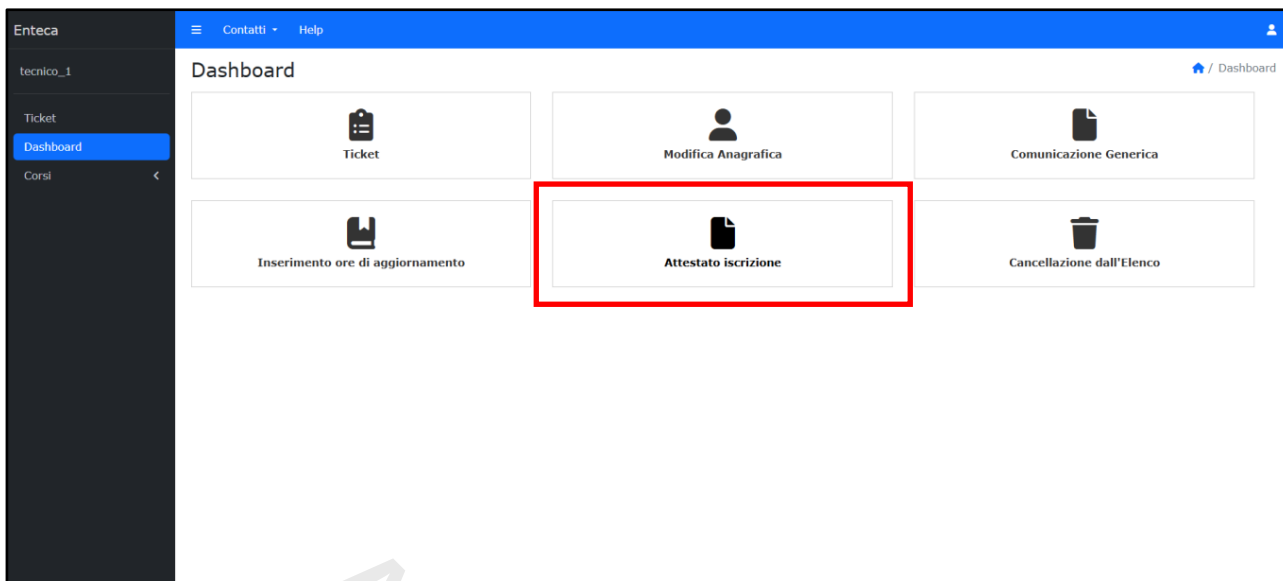 Enteca
Contatti
Help
tecnico_1
Dashboard
/ Dashboard
Ticket
Dashboard
Corsi
Ticket
Modifica Anagrafica
Comunicazione Generica
Inserimento ore di aggiornamento
Attestato iscrizione
Cancellazione dall'Elenco